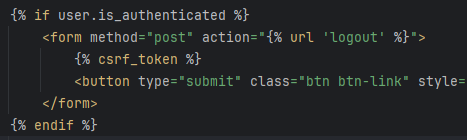 {% if user.is_authenticated %}
<form method="post" action="{% url 'logout' %}">
{% csrf_token %}
<button type="submit" class="btn btn-link" style=
</form>
{% endif %}